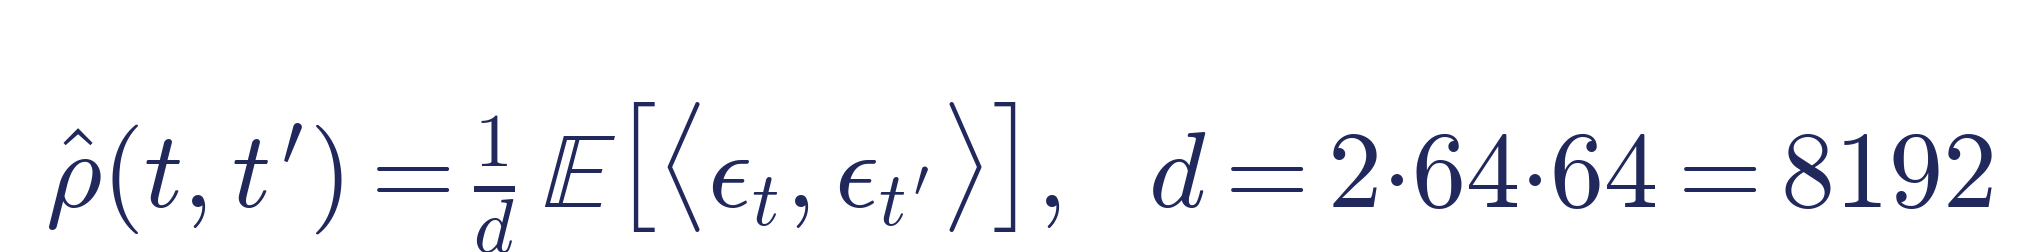 ρ̂(t, t′) = 1/d 𝔼[⟨ϵ_t, ϵ_t′⟩], d = 2·64·64 = 8192